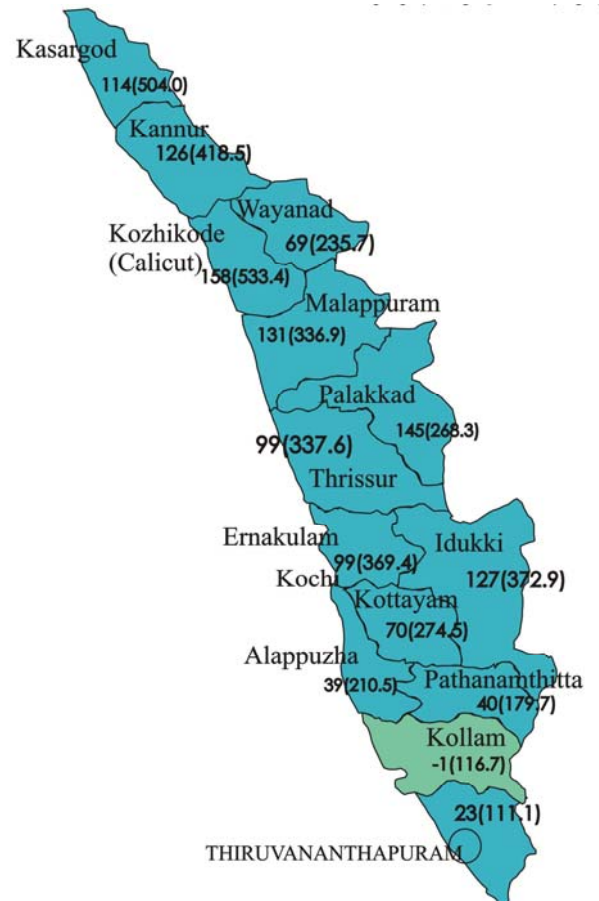 Kasargod
114(504.0)
Kannur
126(418.5)
Wayanad
69(235.7)
Kozhikode
(Calicut)
158(533.4)
Malappuram
131(336.9)
Palakkad
145(268.3)
99(337.6)
Thrissur
Ernakulam
99(369.4)
Kochi
Idukki
127(372.9)
Kottayam
70(274.5)
Alappuzha
39(210.5)
Pathanamthitta
40(179.7)
Kollam
-1(116.7)
23(111.1)
THIRUVANANTHAPURAM